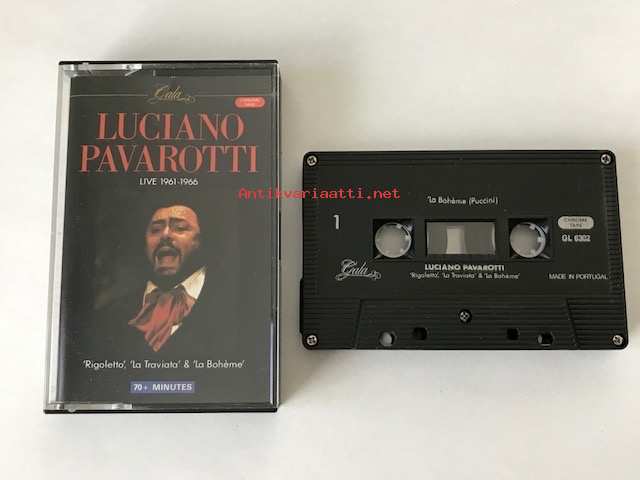 Gala
CHROME TAPE
LUCIANO
PAVAROTTI
LIVE 1961-1966
'Rigoletto', 'La Traviata' & 'La Bohème'
70+ MINUTES
Antikvariaatti.net
'La Bohème (Puccini)
1
CHROME
TAPE
GL 6302
Gala
LUCIANO PAVAROTTI
'Rigoletto', 'La Traviata' & 'La Bohème'
MADE IN PORTUGAL